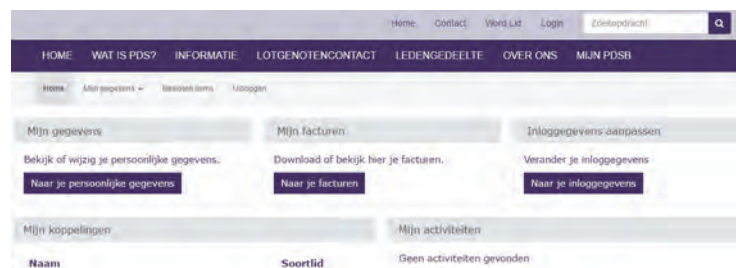 Home Contact Word Lid Login Zoekopdracht
HOME WAT IS PDS? INFORMATIE LOTGENOTENCONTACT LEDENGEDEELTE OVER ONS MIJN PDSB
Home Mijn gegevens Uitloggen
Mijn gegevens Mijn facturen Inloggegevens aanpassen
Bekijk of wijzig je persoonlijke gegevens. Download of bekijk hier je facturen. Verander je inloggegevens
Naar je persoonlijke gegevens Naar je facturen Naar je inloggegevens
Mijn koppelingen Mijn activiteiten
Naam Soortlid Geen activiteiten gevonden